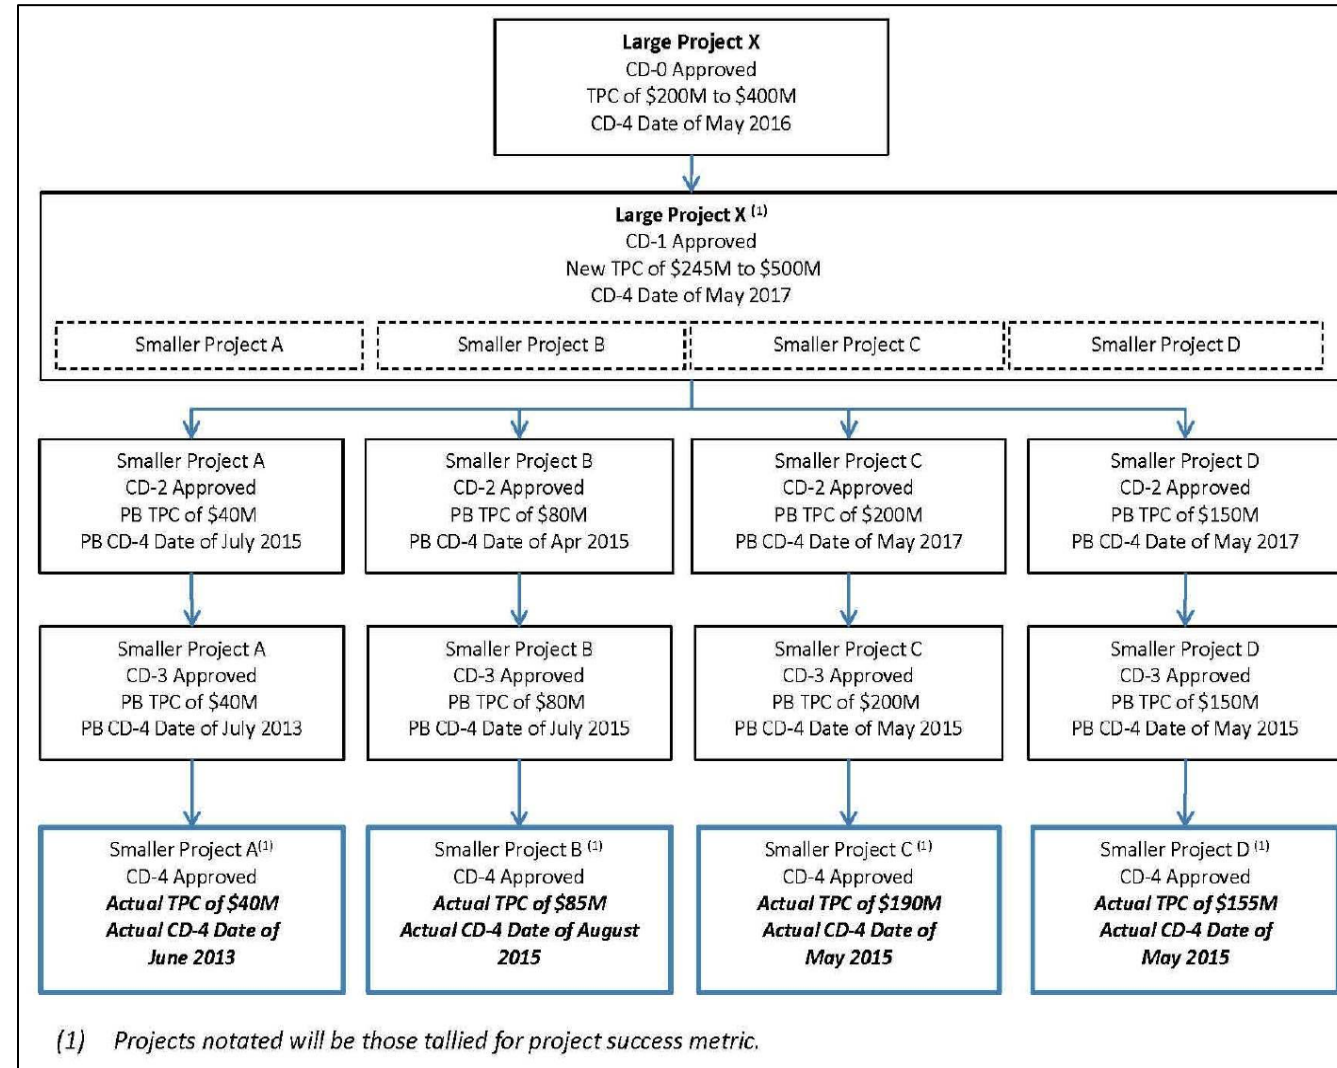 Large Project X
CD-0 Approved
TPC of $200M to $400M
CD-4 Date of May 2016
Large Project X (1)
CD-1 Approved
New TPC of $245M to $500M
CD-4 Date of May 2017
Smaller Project A
Smaller Project B
Smaller Project C
Smaller Project D
Smaller Project A
CD-2 Approved
PB TPC of $40M
PB CD-4 Date of July 2015
Smaller Project B
CD-2 Approved
PB TPC of $80M
PB CD-4 Date of Apr 2015
Smaller Project C
CD-2 Approved
PB TPC of $200M
PB CD-4 Date of May 2017
Smaller Project D
CD-2 Approved
PB TPC of $150M
PB CD-4 Date of May 2017
Smaller Project A
CD-3 Approved
PB TPC of $40M
PB CD-4 Date of July 2013
Smaller Project B
CD-3 Approved
PB TPC of $80M
PB CD-4 Date of July 2015
Smaller Project C
CD-3 Approved
PB TPC of $200M
PB CD-4 Date of May 2015
Smaller Project D
CD-3 Approved
PB TPC of $150M
PB CD-4 Date of May 2015
Smaller Project A(1)
CD-4 Approved
Actual TPC of $40M
Actual CD-4 Date of
June 2013
Smaller Project B (1)
CD-4 Approved
Actual TPC of $85M
Actual CD-4 Date of August
2015
Smaller Project C (1)
CD-4 Approved
Actual TPC of $190M
Actual CD-4 Date of
May 2015
Smaller Project D (1)
CD-4 Approved
Actual TPC of $155M
Actual CD-4 Date of
May 2015
(1) Projects notated will be those tallied for project success metric.